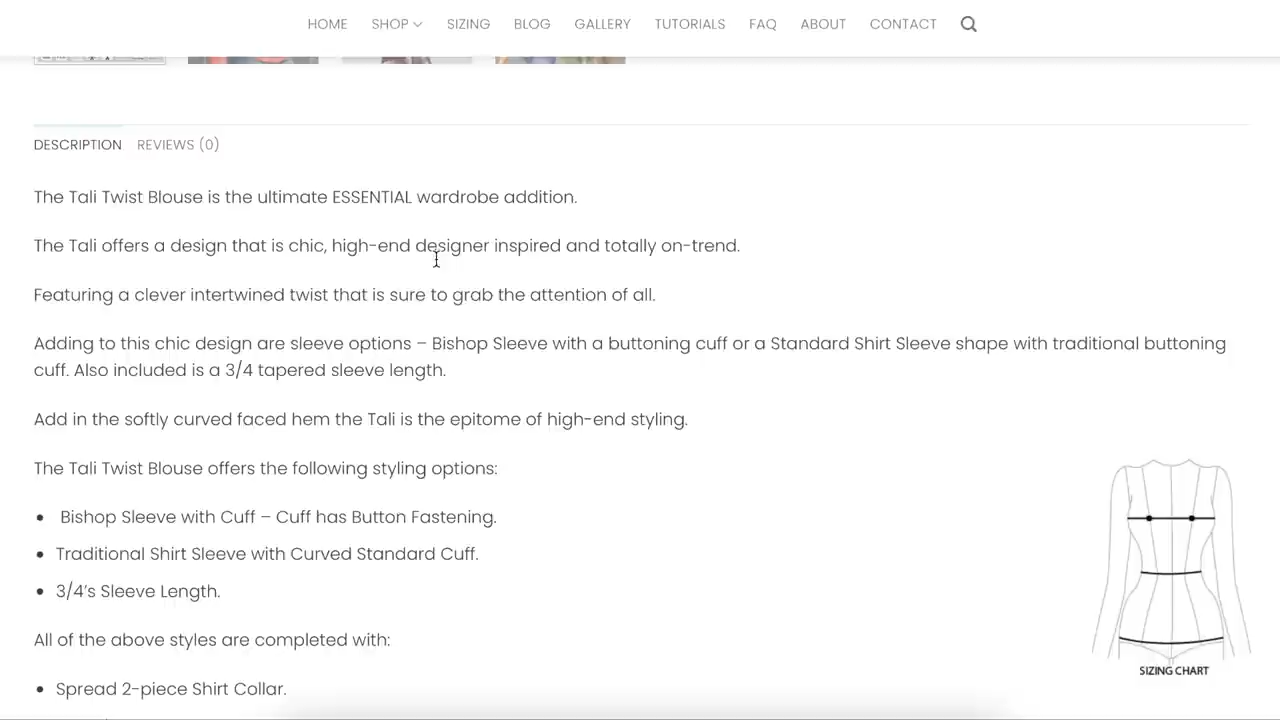 HOME SHOP SIZING BLOG GALLERY TUTORIALS FAQ ABOUT CONTACT
DESCRIPTION REVIEWS (0)
The Tali Twist Blouse is the ultimate ESSENTIAL wardrobe addition.
The Tali offers a design that is chic, high-end designer inspired and totally on-trend.
Featuring a clever intertwined twist that is sure to grab the attention of all.
Adding to this chic design are sleeve options – Bishop Sleeve with a buttoning cuff or a Standard Shirt Sleeve shape with traditional buttoning
cuff. Also included is a 3/4 tapered sleeve length.
Add in the softly curved faced hem the Tali is the epitome of high-end styling.
The Tali Twist Blouse offers the following styling options:
Bishop Sleeve with Cuff – Cuff has Button Fastening.
Traditional Shirt Sleeve with Curved Standard Cuff.
3/4's Sleeve Length.
All of the above styles are completed with:
SIZING CHART
Spread 2-piece Shirt Collar.